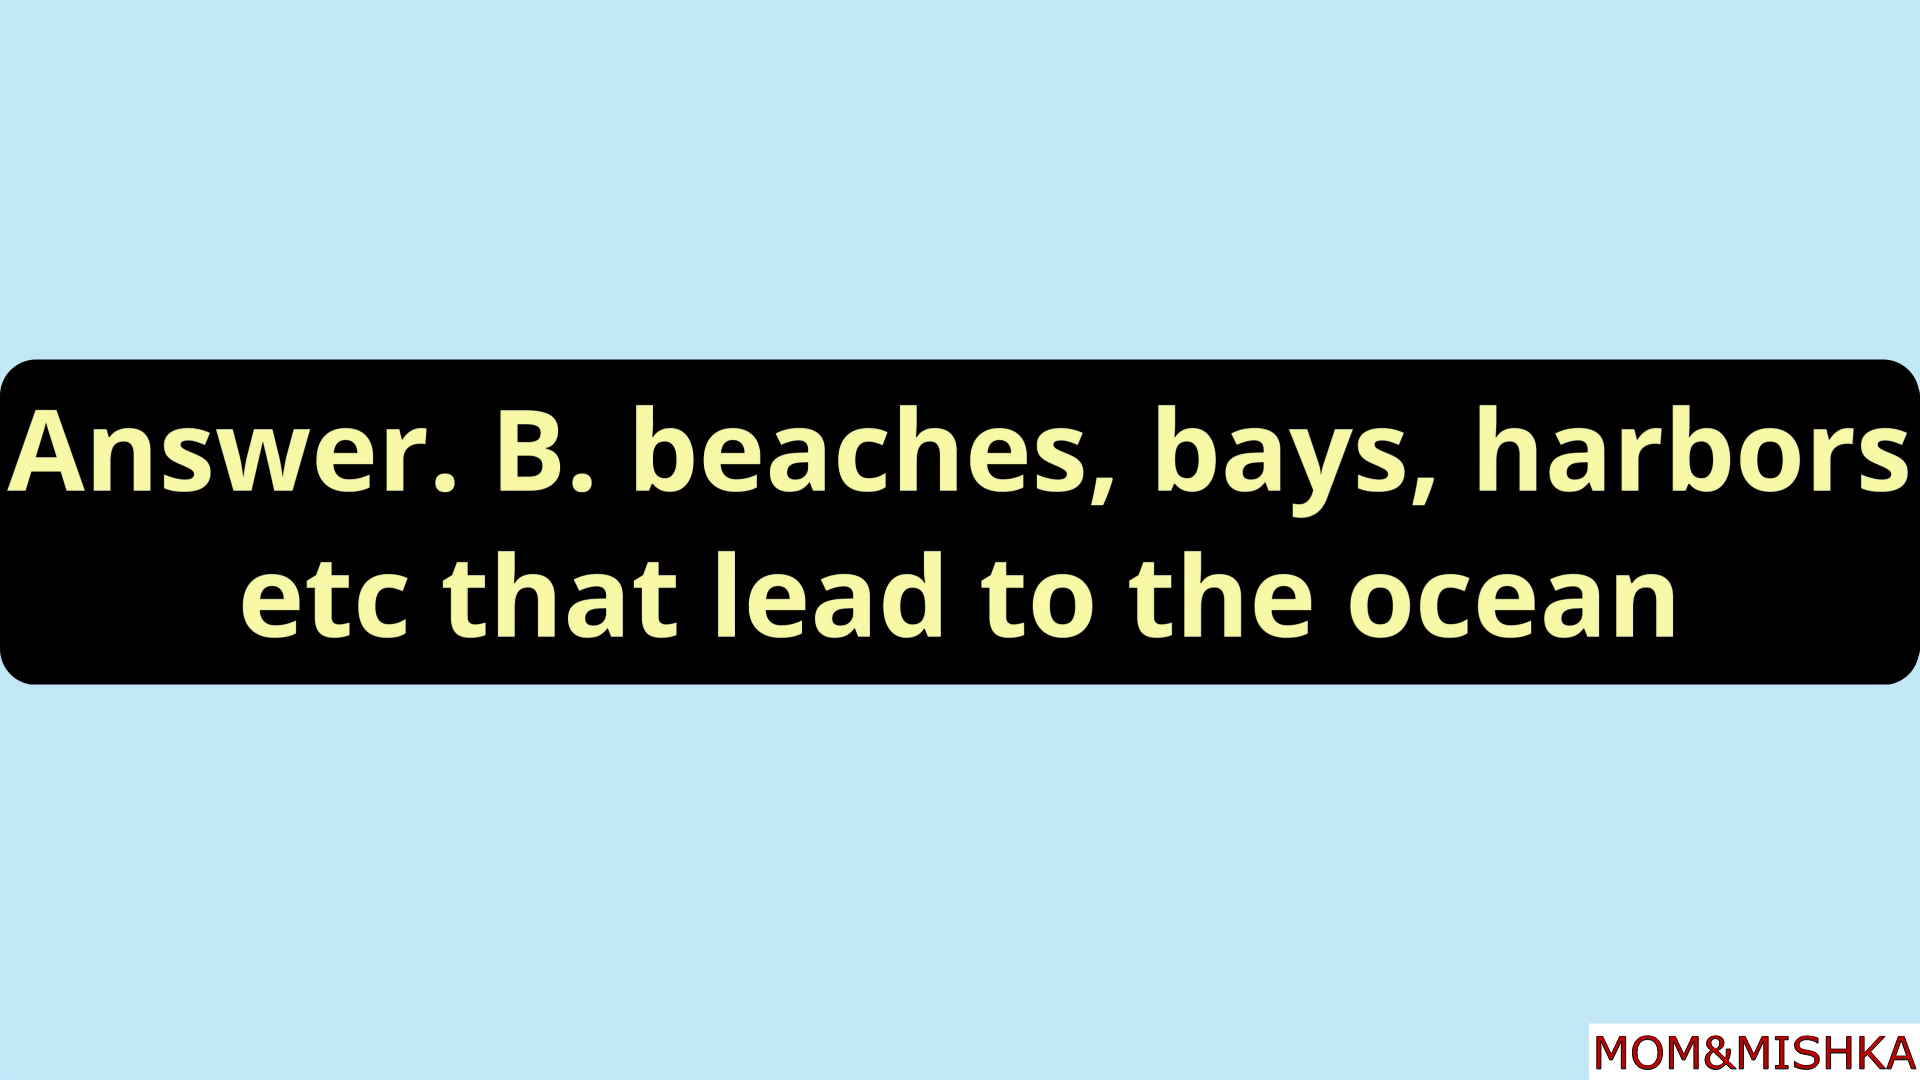 Answer. B. beaches, bays, harbors
etc that lead to the ocean
MOM&MISHKA